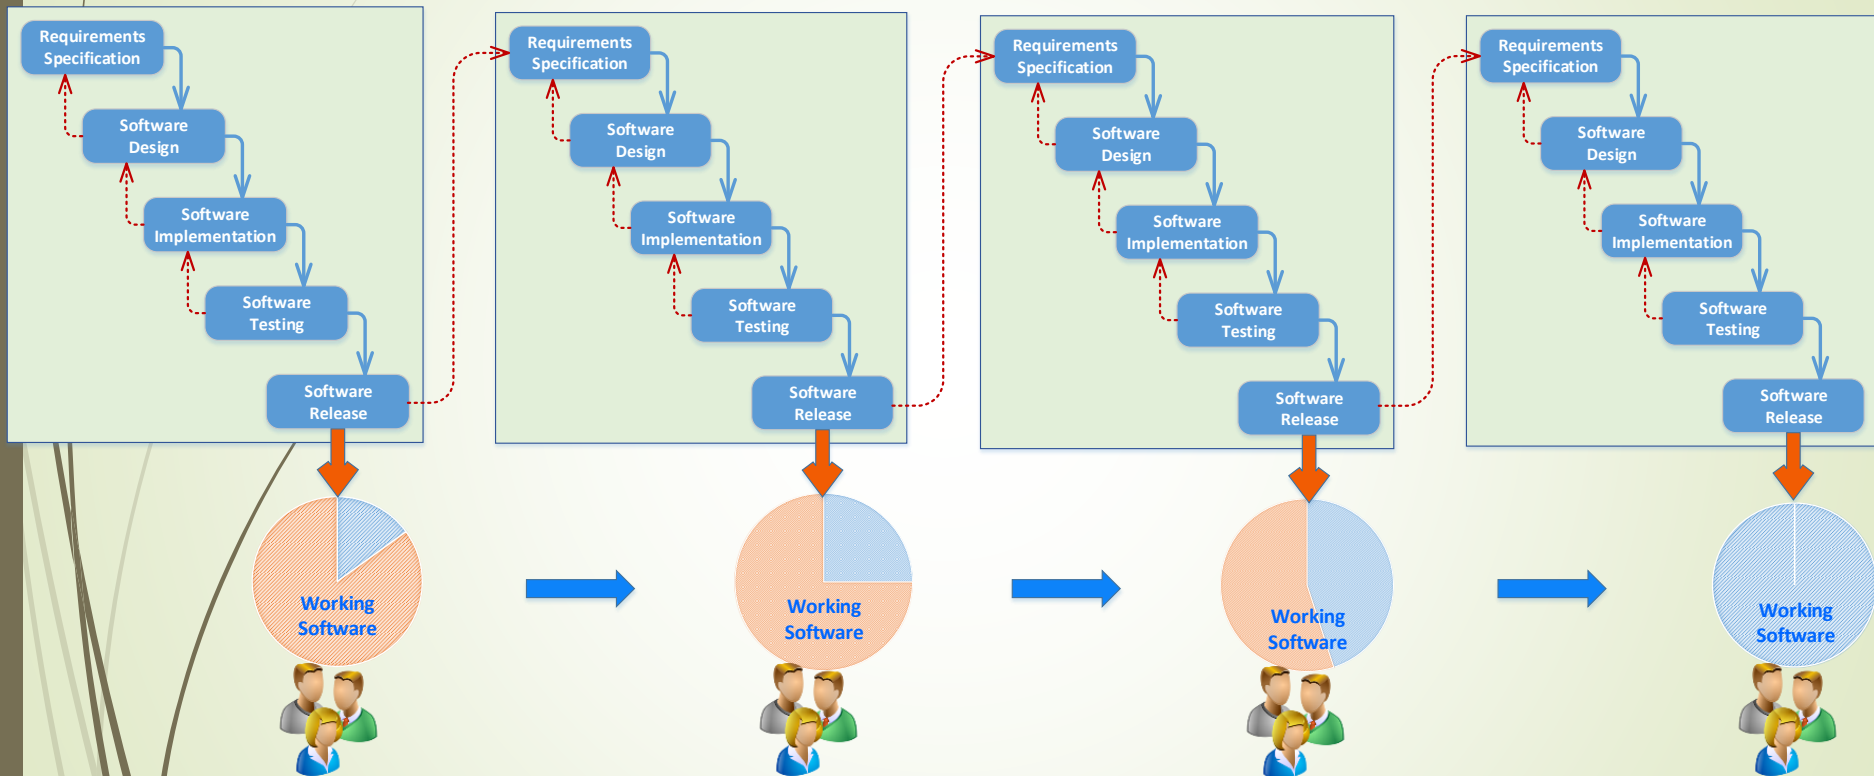 Requirements
Specification
Software
Design
Software
Implementation
Software
Testing
Software
Release
Requirements
Specification
Software
Design
Software
Implementation
Software
Testing
Software
Release
Requirements
Specification
Software
Design
Software
Implementation
Software
Testing
Software
Release
Requirements
Specification
Software
Design
Software
Implementation
Software
Testing
Software
Release
Working
Software
Working
Software
Working
Software
Working
Software